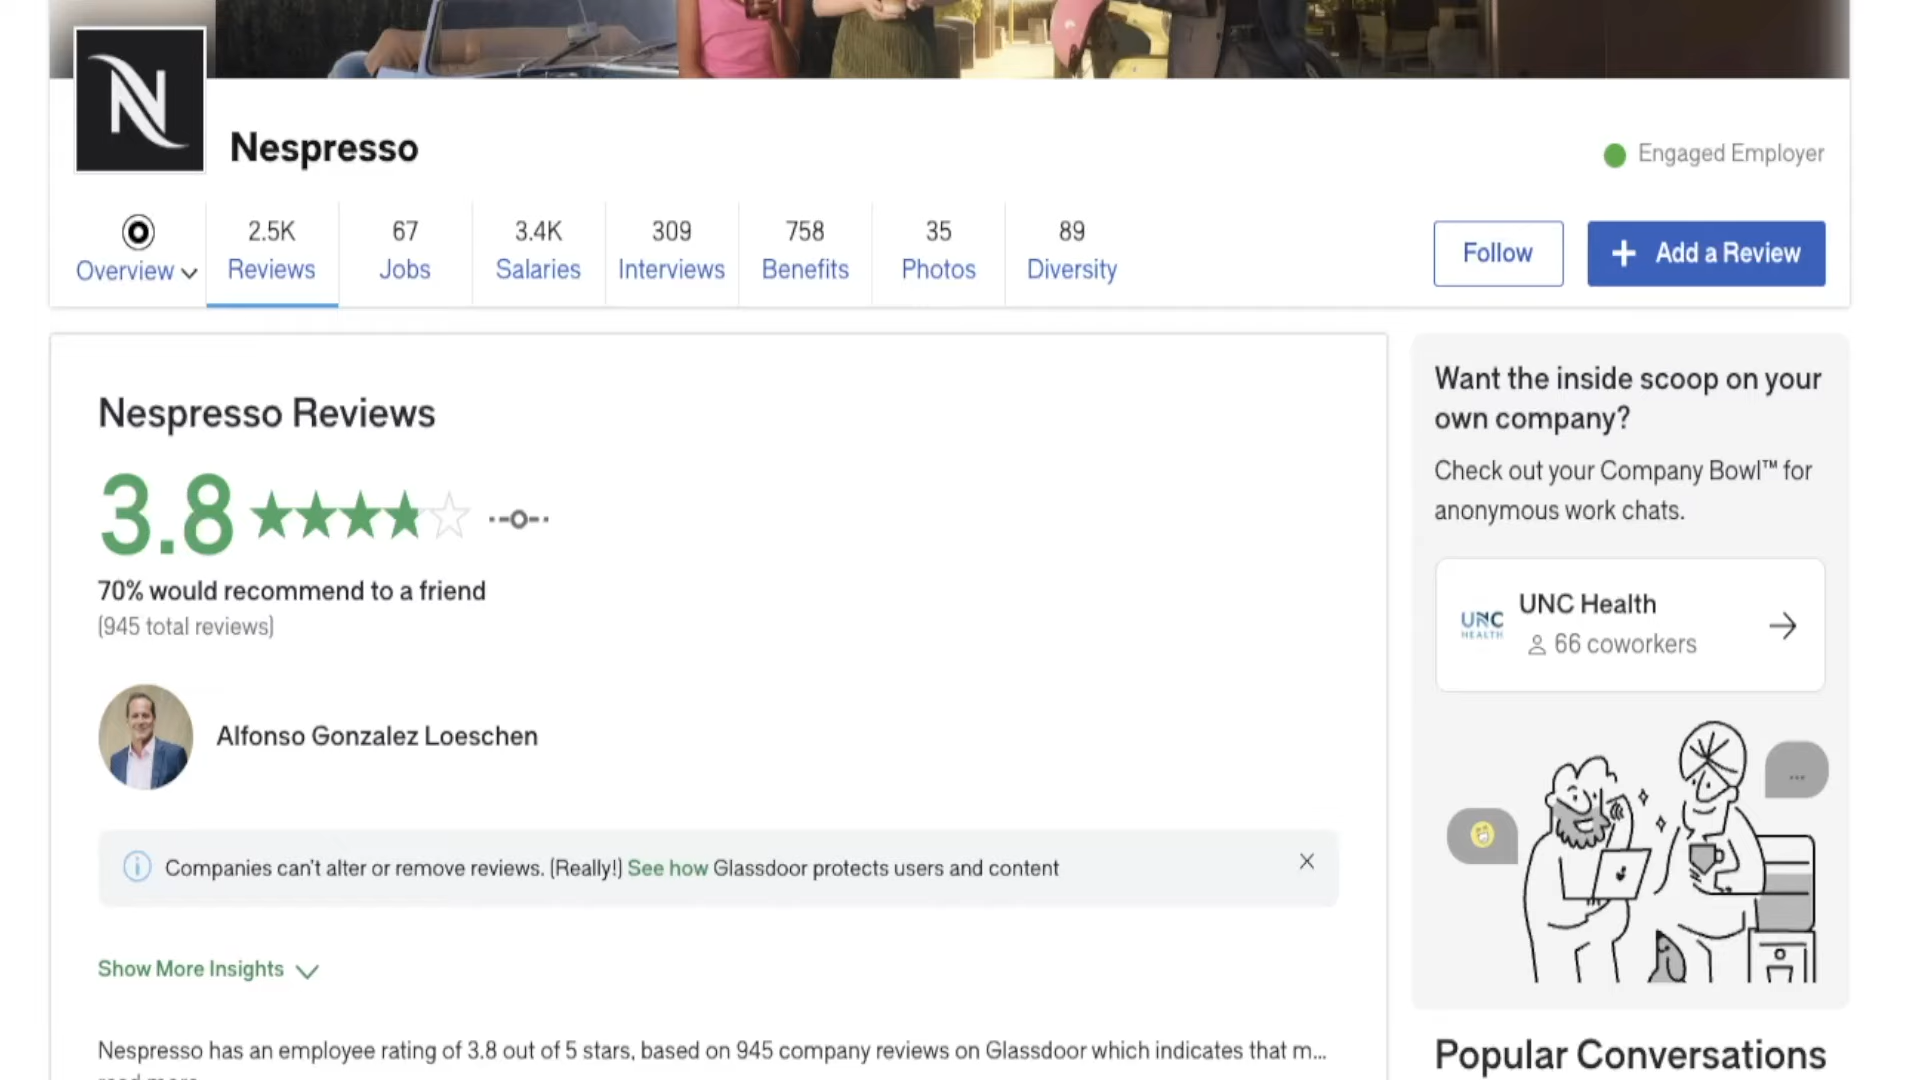 N
Nespresso
Engaged Employer
Overview
2.5K
Reviews
67
Jobs
3.4K
Salaries
309
Interviews
758
Benefits
35
Photos
89
Diversity
Follow
+ Add a Review
Nespresso Reviews
3.8
70% would recommend to a friend
(945 total reviews)
Alfonso Gonzalez Loeschen
Companies can't alter or remove reviews. (Really!) See how Glassdoor protects users and content
Show More Insights
Nespresso has an employee rating of 3.8 out of 5 stars, based on 945 company reviews on Glassdoor which indicates that m...
Want the inside scoop on your
own company?
Check out your Company Bowl™ for
anonymous work chats.
UNC
HEALTH
UNC Health
66 coworkers
...
Popular Conversations